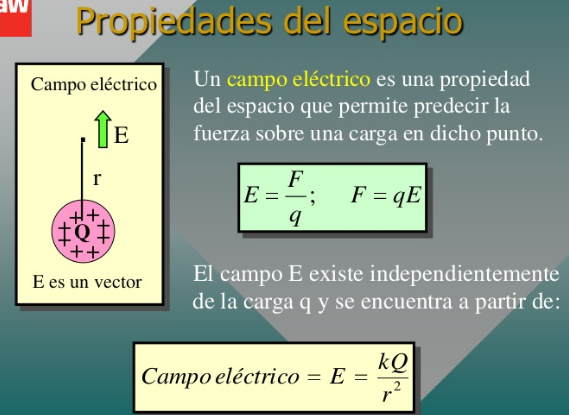 aw
Propiedades del espacio
Campo eléctrico
E
r
+ +
‡ Q ‡
+ +
E es un vector
Un campo eléctrico es una propiedad
del espacio que permite predecir la
fuerza sobre una carga en dicho punto.
E = F/q; F = qE
El campo E existe independientemente
de la carga q y se encuentra a partir de:
Campo eléctrico = E = kQ/r²